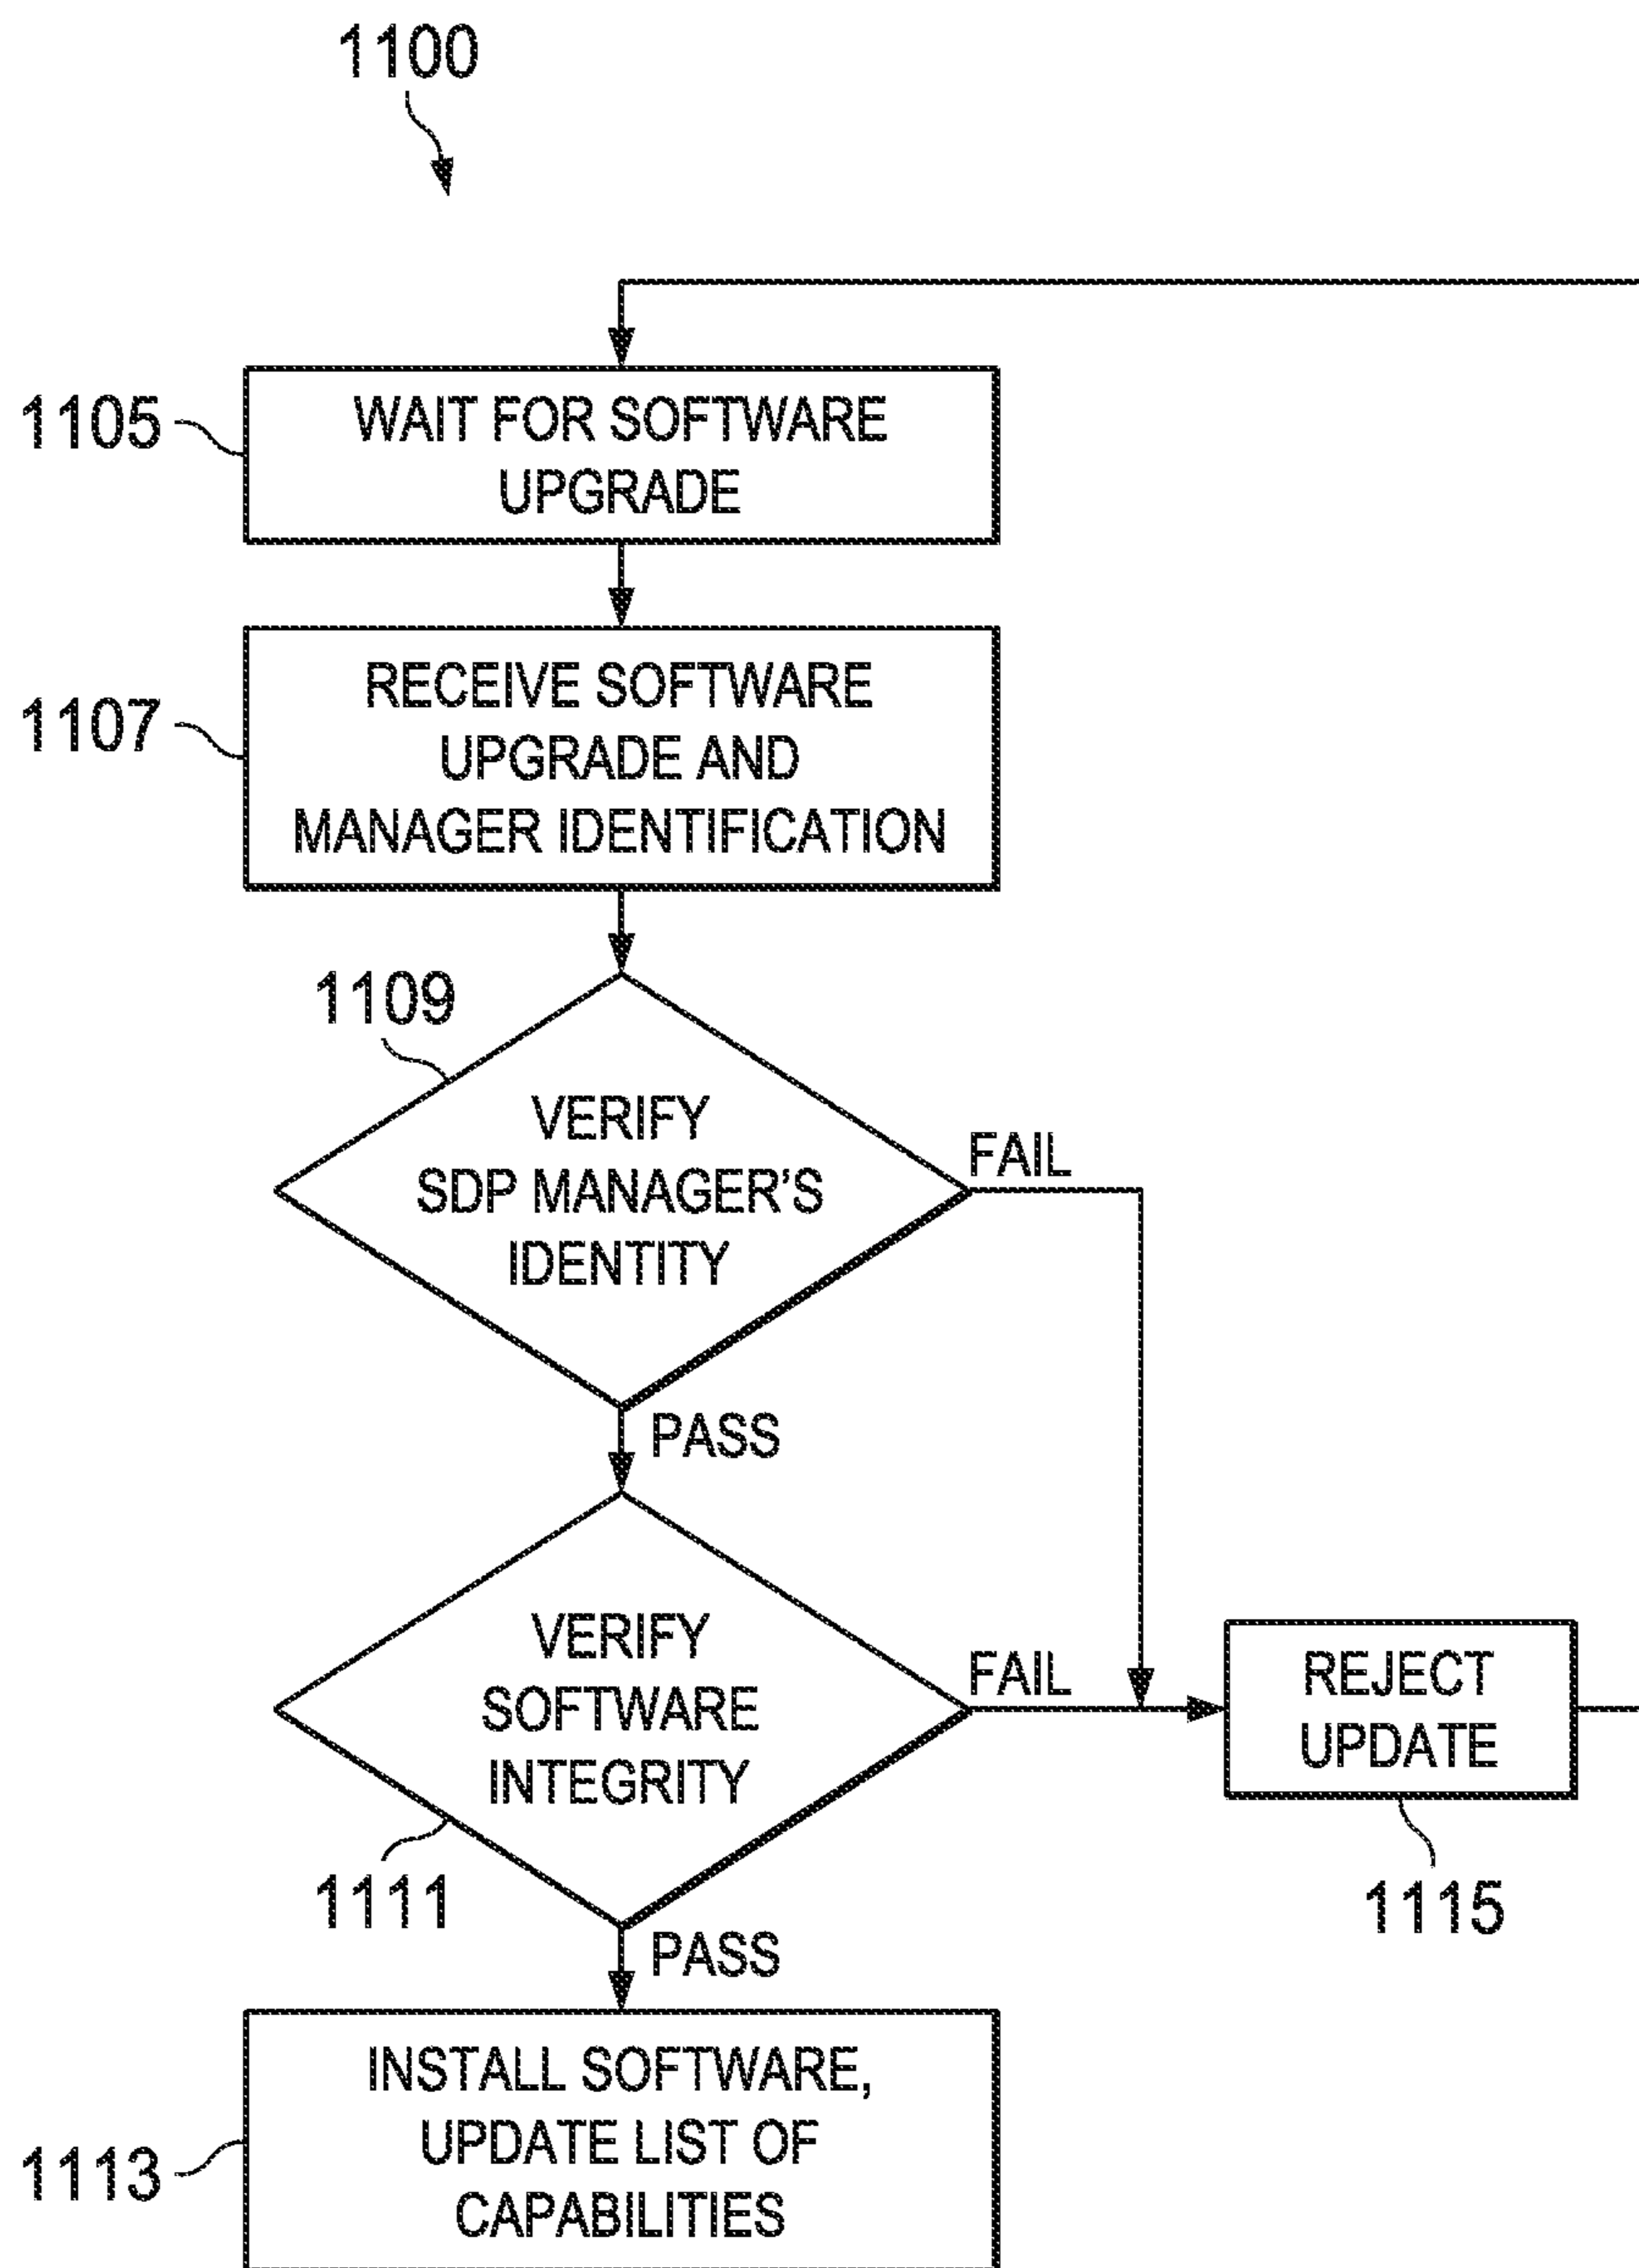 1100
1105
WAIT FOR SOFTWARE
UPGRADE
1107
RECEIVE SOFTWARE
UPGRADE AND
MANAGER IDENTIFICATION
1109
VERIFY
SDP MANAGER'S
IDENTITY
FAIL
PASS
VERIFY
SOFTWARE
INTEGRITY
FAIL
1111
PASS
REJECT
UPDATE
1115
1113
INSTALL SOFTWARE,
UPDATE LIST OF
CAPABILITIES